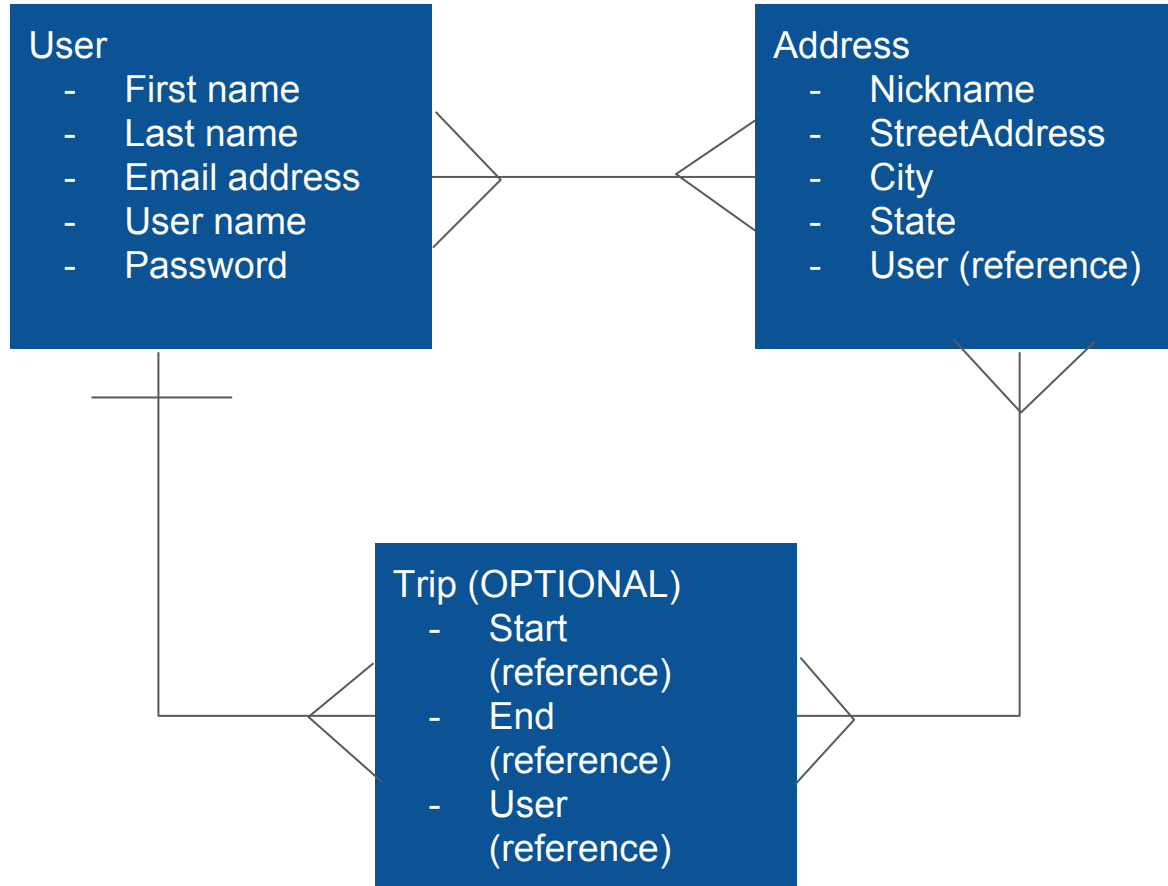 User
- First name
- Last name
- Email address
- User name
- Password
Address
- Nickname
- StreetAddress
- City
- State
- User (reference)
Trip (OPTIONAL)
- Start
(reference)
- End
(reference)
- User
(reference)